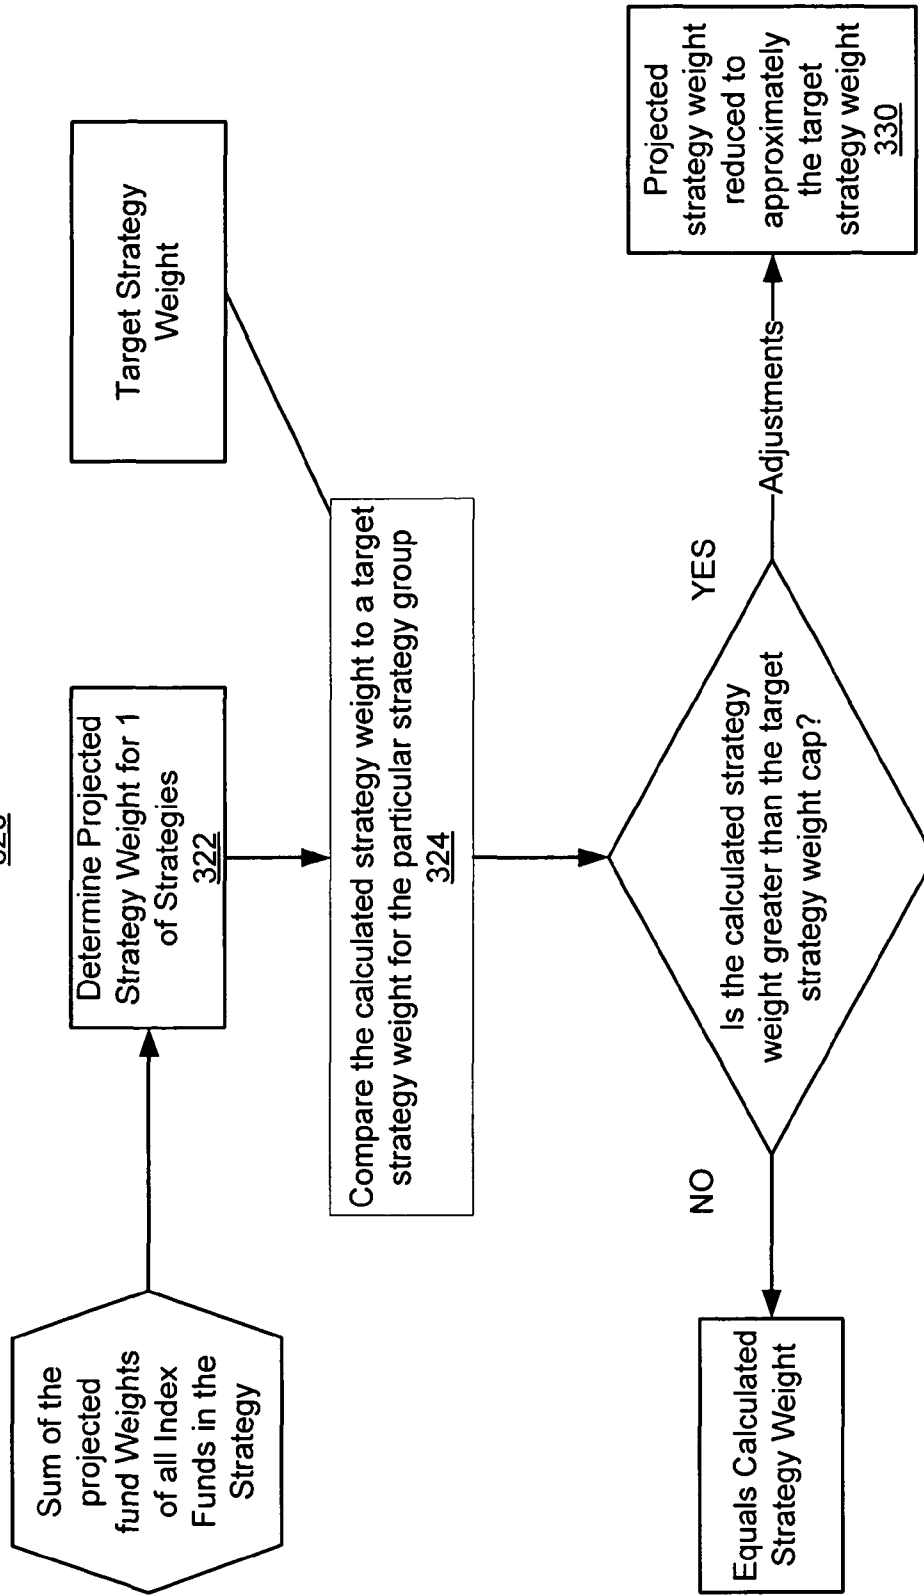 Sum of the
projected
fund Weights
of all Index
Funds in the
Strategy
Determine Projected
Strategy Weight for 1
of Strategies
322
Target Strategy
Weight
Compare the calculated strategy weight to a target
strategy weight for the particular strategy group
324
Is the calculated strategy
weight greater than the target
strategy weight cap?
NO
YES
Equals Calculated
Strategy Weight
Adjustments
Projected
strategy weight
reduced to
approximately
the target
strategy weight
330